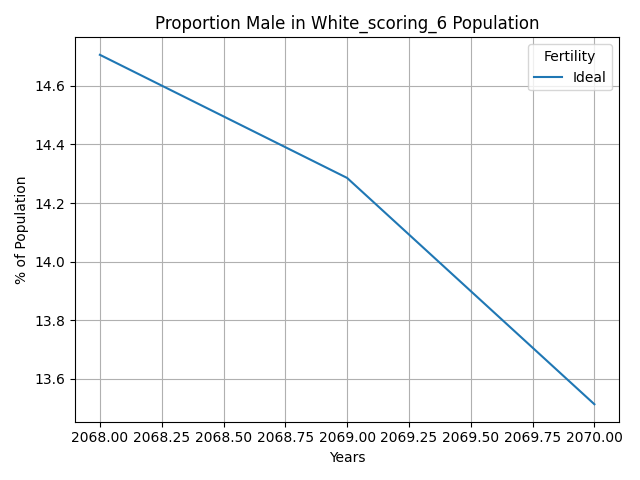 Proportion Male in White_scoring_6 Population
Fertility
Ideal
14.6
14.4
14.2
14.0
13.8
13.6
% of Population
2068.00 2068.25 2068.50 2068.75 2069.00 2069.25 2069.50 2069.75 2070.00
Years